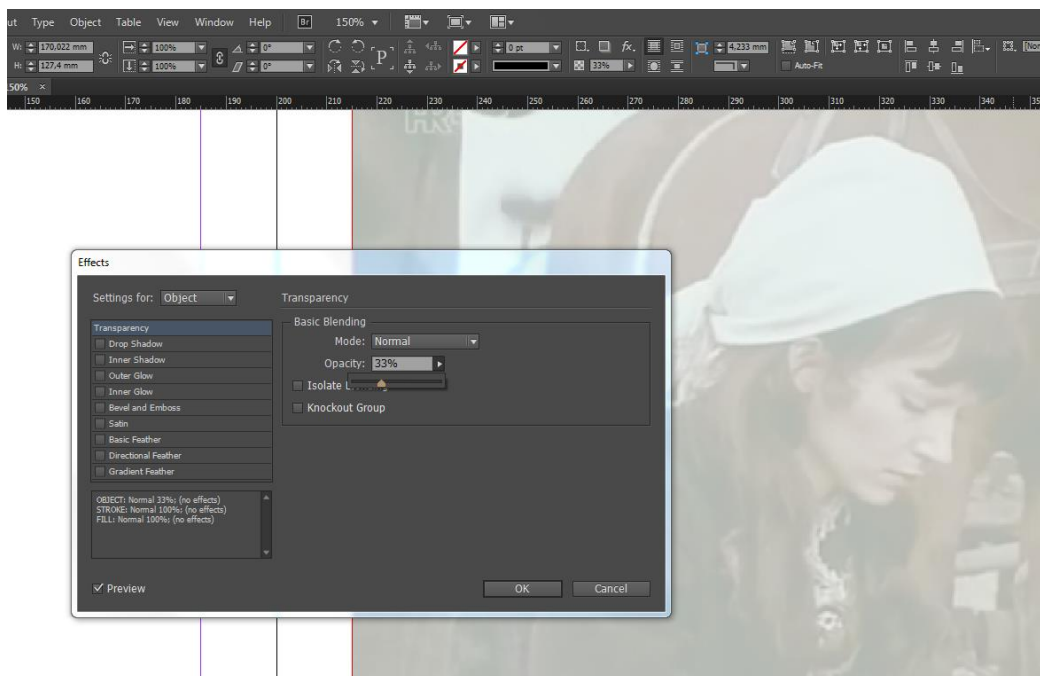 ut Type Object Table View Window Help Br 150%
W: 170,022 mm 100% 0° P 0 pt fx. 4.233 mm
H: 127,4 mm 100% 0° 33% Auto-Fit
50% ×
150 160 170 180 190 200 210 220 230 240 250 260 270 280 290 300 310 320 330 340
Effects
Settings for: Object
Transparency
Transparency
Drop Shadow
Inner Shadow
Outer Glow
Inner Glow
Bevel and Emboss
Satin
Basic Feather
Directional Feather
Gradient Feather
Basic Blending
Mode: Normal
Opacity: 33%
Isolate
Knockout Group
OBJECT: Normal 33%; (no effects)
STROKE: Normal 100%; (no effects)
FILL: Normal 100%; (no effects)
Preview
OK Cancel